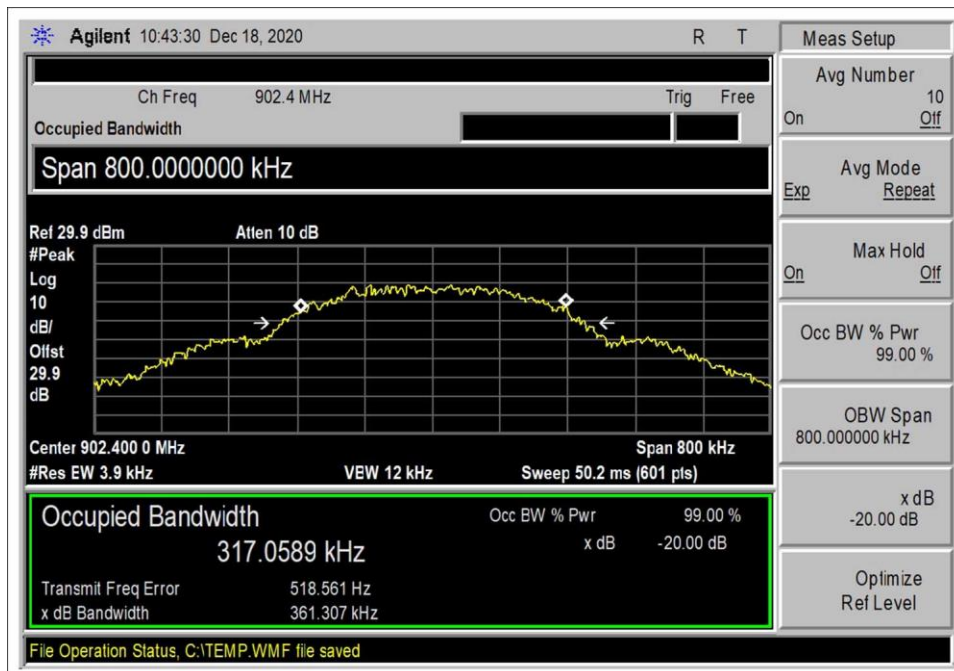 Agilent 10:43:30 Dec 18, 2020 R T
Ch Freq 902.4 MHz Trig Free
Occupied Bandwidth
Span 800.0000000 kHz
Ref 29.9 dBm Atten 10 dB
#Peak
Log
10
dB/
Offst
29.9
dB
Center 902.400 0 MHz Span 800 kHz
#Res EW 3.9 kHz VBW 12 kHz Sweep 50.2 ms (601 pts)
Occupied Bandwidth Occ BW % Pwr 99.00 %
317.0589 kHz x dB -20.00 dB
Transmit Freq Error 518.561 Hz
x dB Bandwidth 361.307 kHz
File Operation Status, C:\TEMP.WMF file saved
Meas Setup
Avg Number
10
On Off
Avg Mode
Exp Repeat
Max Hold
On Off
Occ BW % Pwr
99.00 %
OBW Span
800.000000 kHz
x dB
-20.00 dB
Optimize
Ref Level